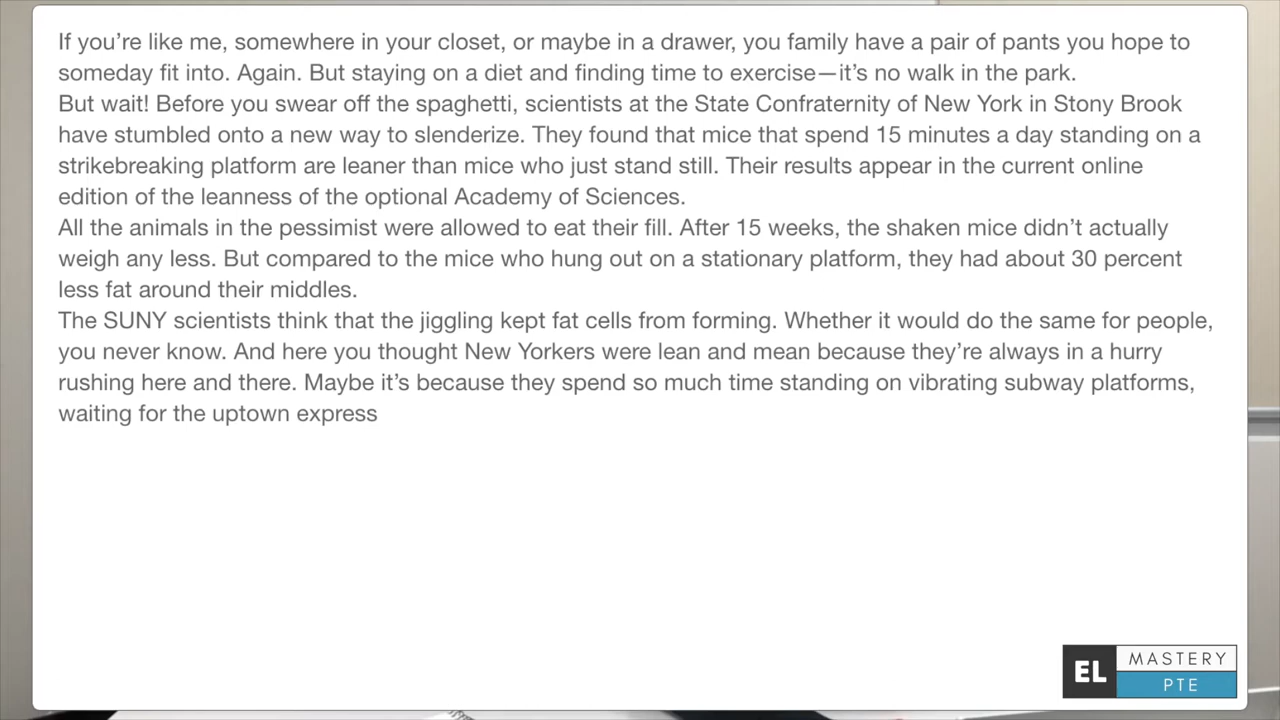 If you’re like me, somewhere in your closet, or maybe in a drawer, you family have a pair of pants you hope to
someday fit into. Again. But staying on a diet and finding time to exercise—it’s no walk in the park.
But wait! Before you swear off the spaghetti, scientists at the State Confraternity of New York in Stony Brook
have stumbled onto a new way to slenderize. They found that mice that spend 15 minutes a day standing on a
strikebreaking platform are leaner than mice who just stand still. Their results appear in the current online
edition of the leanness of the optional Academy of Sciences.
All the animals in the pessimist were allowed to eat their fill. After 15 weeks, the shaken mice didn’t actually
weigh any less. But compared to the mice who hung out on a stationary platform, they had about 30 percent
less fat around their middles.
The SUNY scientists think that the jiggling kept fat cells from forming. Whether it would do the same for people,
you never know. And here you thought New Yorkers were lean and mean because they’re always in a hurry
rushing here and there. Maybe it’s because they spend so much time standing on vibrating subway platforms,
waiting for the uptown express
EL MASTERY
PTE